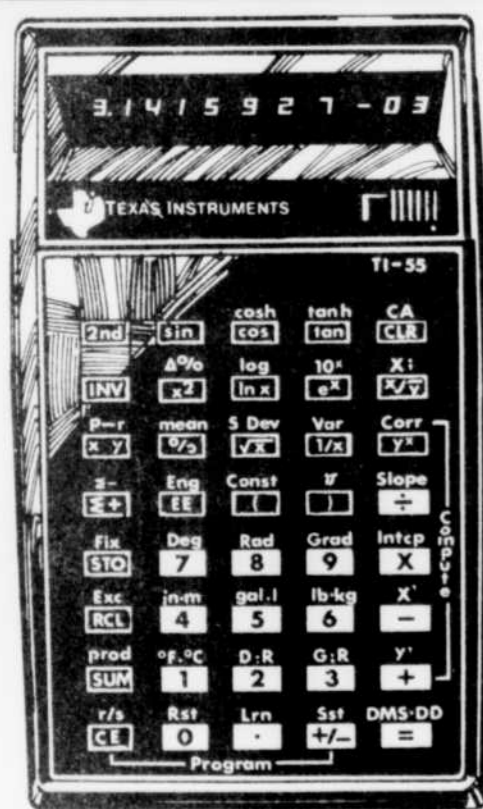 3.1415927-03
TEXAS INSTRUMENTS
TI-55
cosh tanh CA
2nd sin cos tan CLR
Δ% log 10ˣ
INV x² lnx eˣ
P-r mean S Dev Var Corr
x y √x 1/x yˣ
Eng Const Slope
Σ+ EE ( ) ÷
Fix Deg Rad Grad Intcp
STO 7 8 9 X
Exc in-m gal.l lb-kg X'
RCL 4 5 6 −
prod °F.°C D:R G:R y'
SUM 1 2 3 +
Compute
r/s Rst Lrn Sst DMS-DD
CE 0 . +/− =
Program